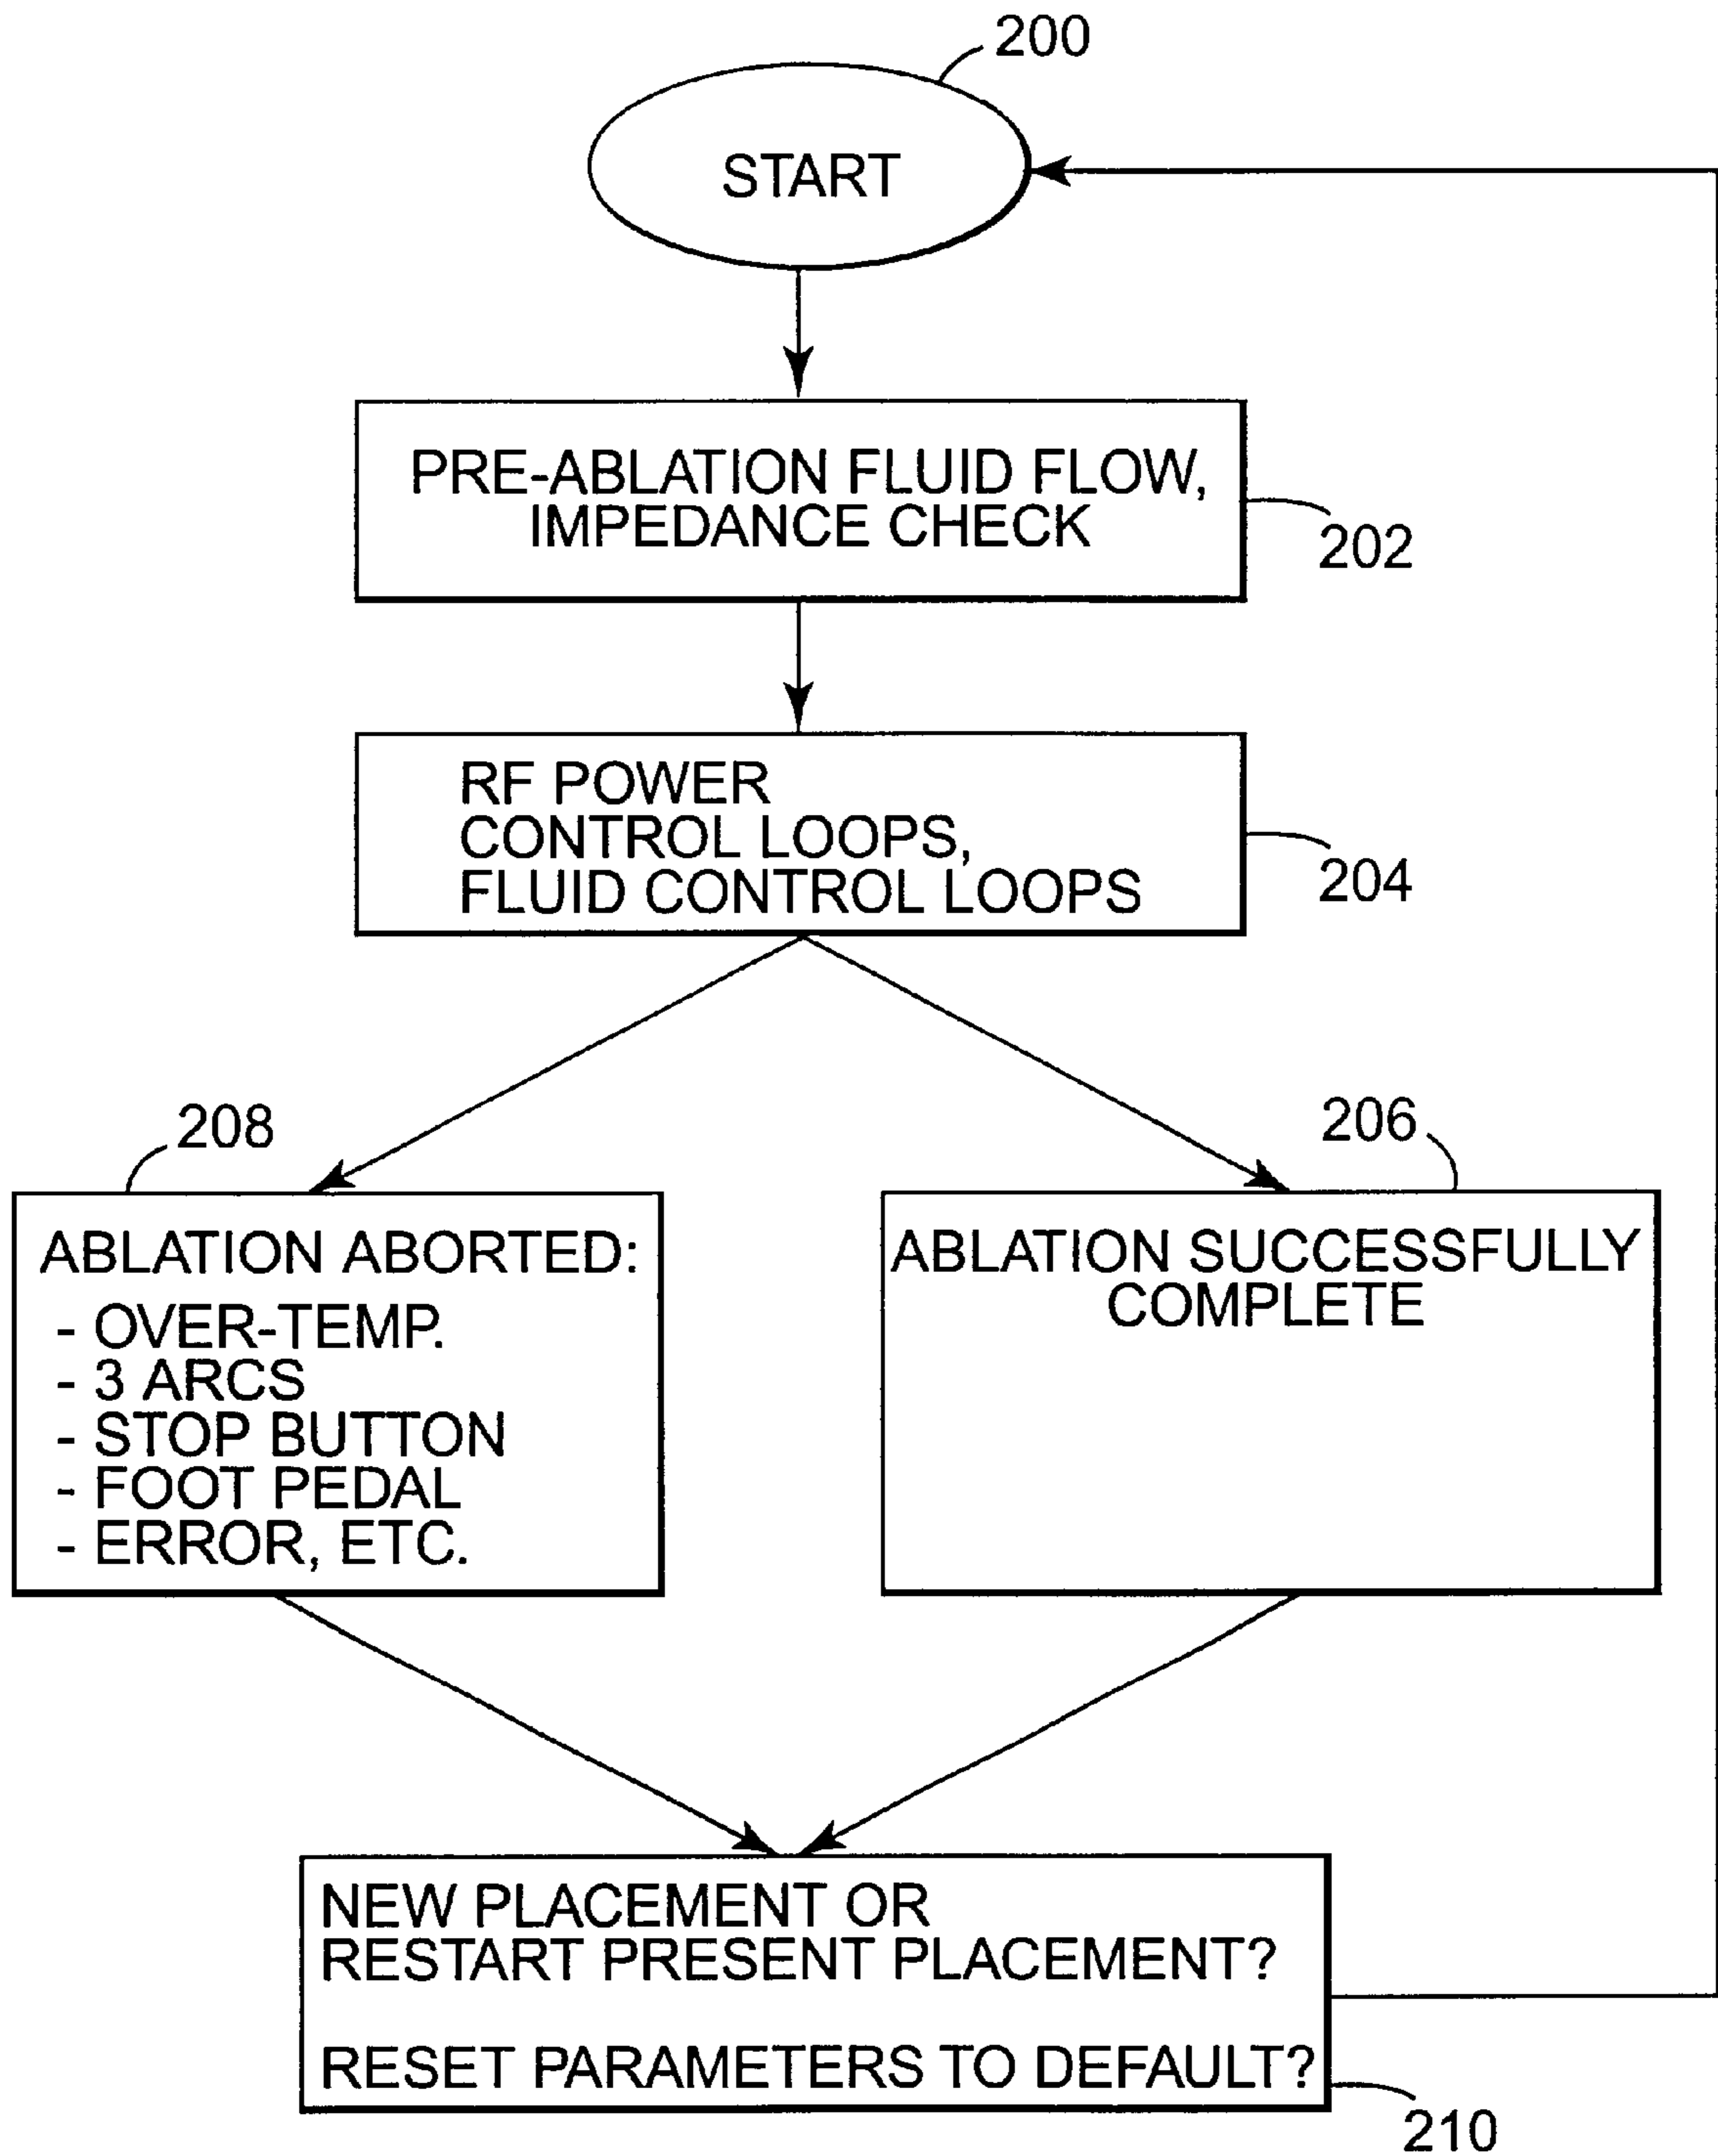 200
START
PRE-ABLATION FLUID FLOW,
IMPEDANCE CHECK
202
RF POWER
CONTROL LOOPS,
FLUID CONTROL LOOPS
204
208
ABLATION ABORTED:
- OVER-TEMP.
- 3 ARCS
- STOP BUTTON
- FOOT PEDAL
- ERROR, ETC.
206
ABLATION SUCCESSFULLY
COMPLETE
NEW PLACEMENT OR
RESTART PRESENT PLACEMENT?
RESET PARAMETERS TO DEFAULT?
210